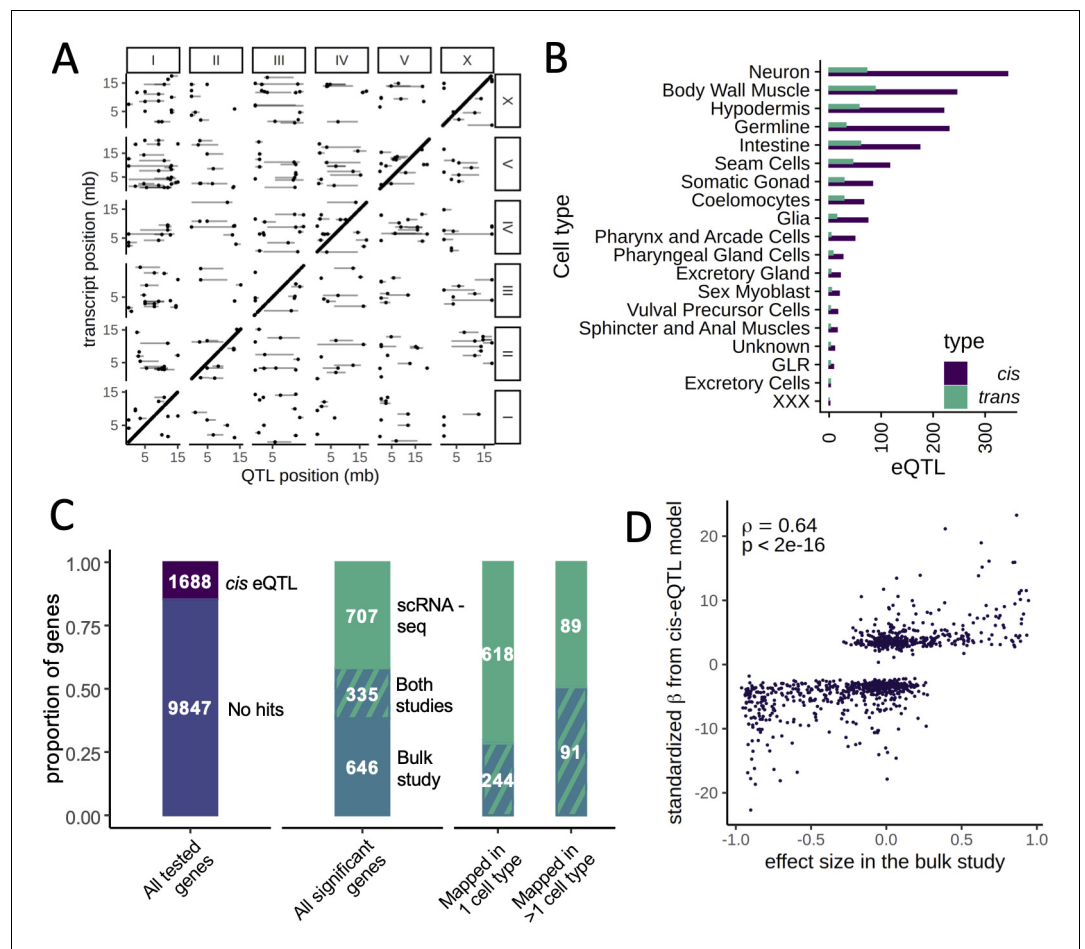 A
I
II
III
IV
V
X
15
5
X
15
5
V
15
5
IV
5
III
15
5
II
15
5
I
transcript position (mb)
5 15
5 15
5
5 15
5 15
5 15
QTL position (mb)
B
Cell type
Neuron
Body Wall Muscle
Hypodermis
Germline
Intestine
Seam Cells
Somatic Gonad
Coelomocytes
Glia
Pharynx and Arcade Cells
Pharyngeal Gland Cells
Excretory Gland
Sex Myoblast
Vulval Precursor Cells
Sphincter and Anal Muscles
Unknown
GLR
Excretory Cells
XXX
type
cis
trans
0
100
200
300
eQTL
C
proportion of genes
1.00
0.75
0.50
0.25
0.00
1688
cis eQTL
9847
No hits
707
scRNA -
seq
335
Both
studies
646
Bulk
study
618
244
89
91
All tested
genes
All significant
genes
Mapped in
1 cell type
Mapped in
>1 cell type
D
ρ = 0.64
p < 2e-16
standardized β from cis-eQTL model
20
10
0
-10
-20
-1.0
-0.5
0.0
0.5
1.0
effect size in the bulk study